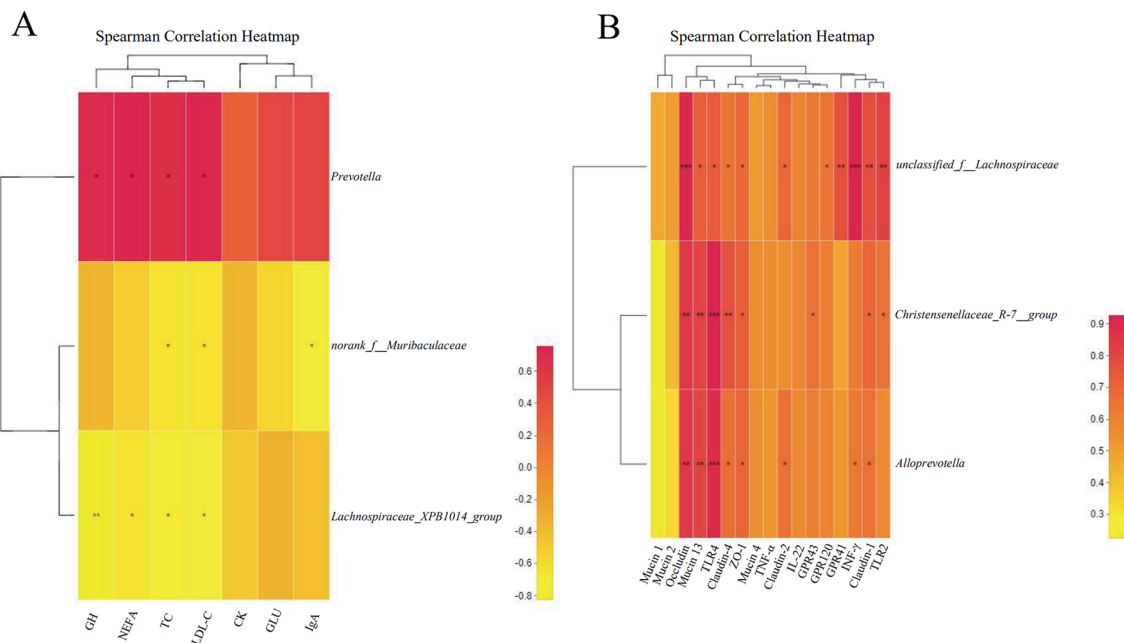 A
Spearman Correlation Heatmap
* * * *
Prevotella
* * *
norank_f__Muribaculaceae
** * * *
Lachnospiraceae_XPB1014_group
0.6
0.4
0.2
0.0
-0.2
-0.4
-0.6
-0.8
GH
NEFA
TC
LDL-C
CK
GLU
IgA
B
Spearman Correlation Heatmap
*** * * * * * * ** *** ** **
unclassified_f__Lachnospiraceae
** ** *** ** * * * *
Christensenellaceae_R-7__group
** ** *** * * * * *
Alloprevotella
0.9
0.8
0.7
0.6
0.5
0.4
0.3
Mucin 1
Mucin 2
Occludin
Mucin 13
TLR4
Claudin-4
ZO-1
Mucin 4
TNF-α
Claudin-2
IL-22
GPR43
GPR120
GPR41
INF-γ
Claudin-1
TLR2